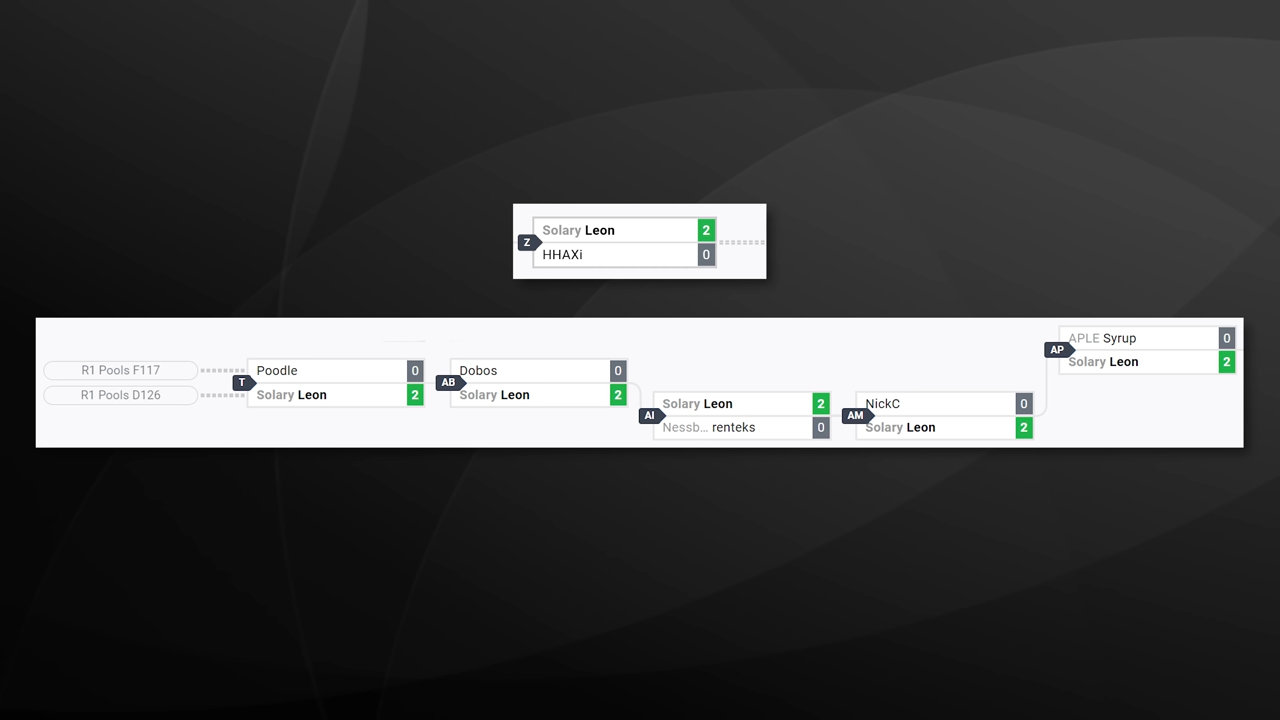 Z
Solary Leon 2
HHAXi 0
AP
APLE Syrup 0
Solary Leon 2
R1 Pools F117
R1 Pools D126
T
Poodle 0
Solary Leon 2
AB
Dobos 0
Solary Leon 2
AI
Solary Leon 2
Nessb... renteks 0
AM
NickC 0
Solary Leon 2